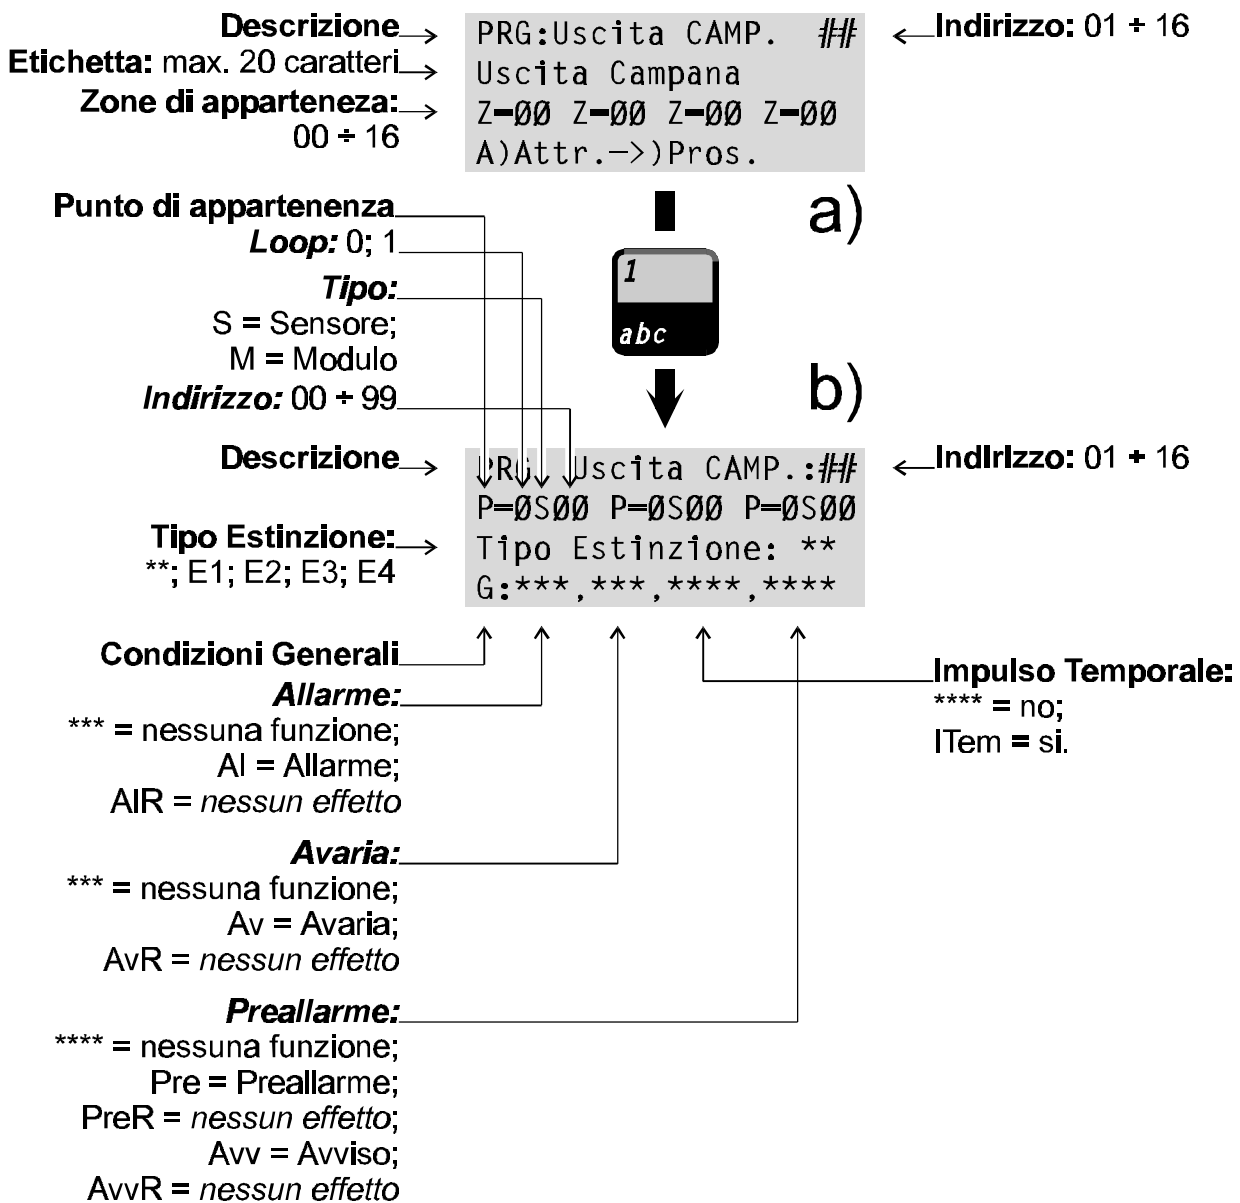 Descrizione
Etichetta: max. 20 caratteri
Zone di apparteneza:
00 ÷ 16
PRG:Uscita CAMP. ##
Uscita Campana
Z=00 Z=00 Z=00 Z=00
A)Attr.—>)Pros.
Indirizzo: 01 ÷ 16
a)
1
abc
b)
Punto di appartenenza
Loop: 0; 1
Tipo:
S = Sensore;
M = Modulo
Indirizzo: 00 ÷ 99
Descrizione
Tipo Estinzione:
**; E1; E2; E3; E4
PRG Uscita CAMP.:##
P=0S00 P=0S00 P=0S00
Tipo Estinzione: **
G:***,***,****,****
Indirizzo: 01 ÷ 16
Condizioni Generali
Allarme:
*** = nessuna funzione;
Al = Allarme;
AlR = nessun effetto
Avaria:
*** = nessuna funzione;
Av = Avaria;
AvR = nessun effetto
Preallarme:
**** = nessuna funzione;
Pre = Preallarme;
PreR = nessun effetto;
Avv = Avviso;
AvvR = nessun effetto
Impulso Temporale:
**** = no;
ITem = si.